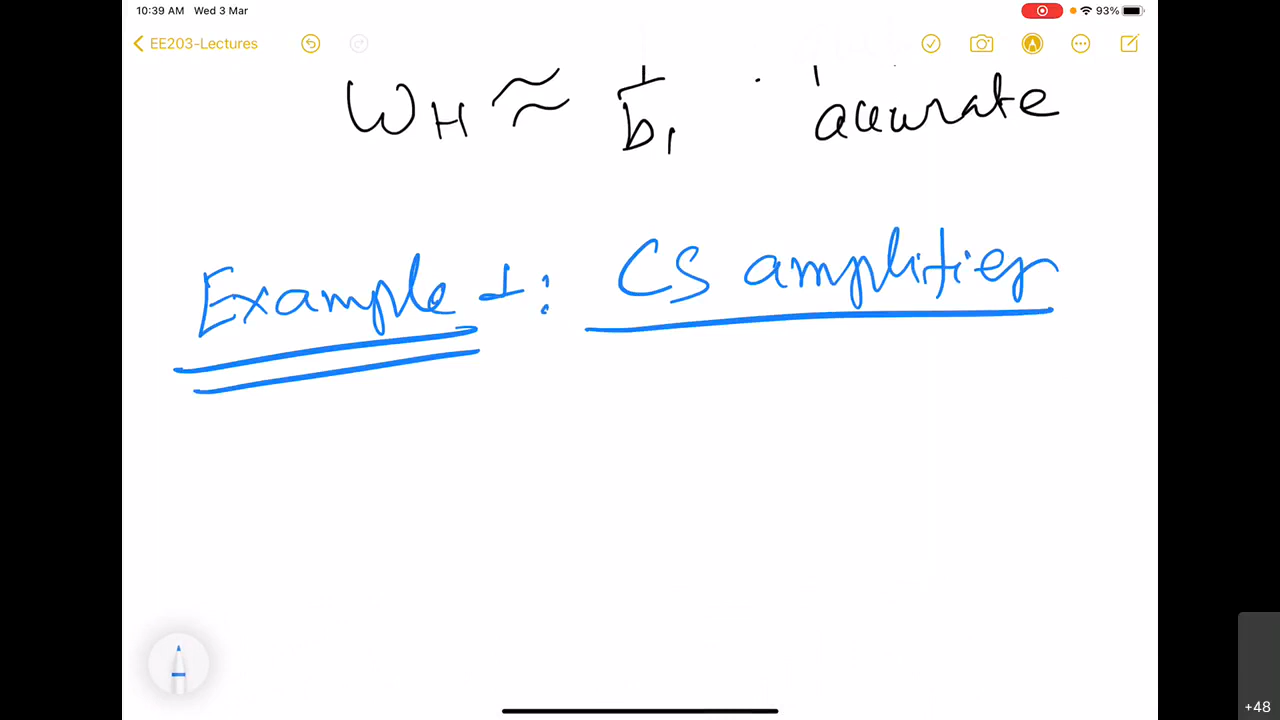 10:39 AM Wed 3 Mar 93%
EE203-Lectures
ωH ≈ 1/b1 accurate
Example 1: CS amplifier
+48